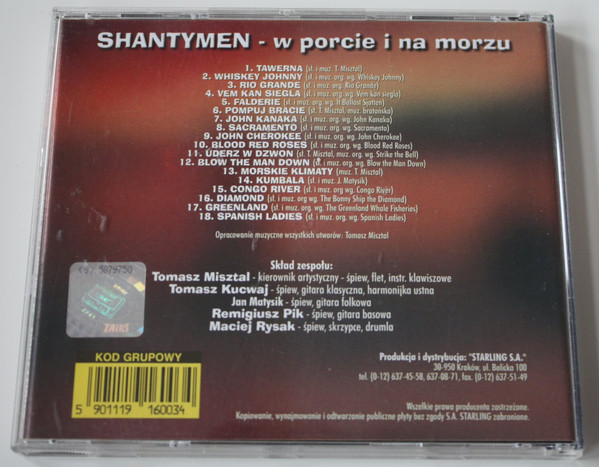 SHANTYMEN - w porcie i na morzu
1. TAWERNA (sł. i muz. T. Misztal)
2. WHISKEY JOHNNY (sł. i muz. org. wg. Whiskey Johnny)
3. RIO GRANDE (sł. i muz. org. Rio Grande)
4. VEM KAN SIEGLA (sł. i muz. org. wg. Vem kan siegla)
5. FALDERIE (sł. i muz. org. wg. It Ballast Sjatten)
6. POMPUJ BRACIE (sł. T. Misztal, muz. bratońska)
7. JOHN KANAKA (sł. i muz. org. wg. John Kanaka)
8. SACRAMENTO (sł. i muz. org. wg. Sacramento)
9. JOHN CHEROKEE (sł. i muz. org. wg. John Cherokee)
10. BLOOD RED ROSES (sł. i muz. org. wg. Blood Red Roses)
11. UDERZ W DZWON (sł. T. Misztal, muz. org. wg. Strike the Bell)
12. BLOW THE MAN DOWN (sł. i muz. org. wg. Blow the Man Down)
13. MORSKIE KLIMATY (muz. T. Misztal)
14. KUMBALA (sł. i muz. J. Matysik)
15. CONGO RIVER (sł. i muz. org wg. Congo River)
16. DIAMOND (sł. i muz. org. wg The Bonny Ship the Diamond)
17. GREENLAND (sł. i muz. org. wg. The Greenland Whale Fisheries)
18. SPANISH LADIES (sł. i muz. org. wg. Spanish Ladies)
Opracowanie muzyczne wszystkich utworów: Tomasz Misztal
Skład zespołu:
Tomasz Misztal - kierownik artystyczny - śpiew, flet, instr. klawiszowe
Tomasz Kucwaj - śpiew, gitara klasyczna, harmonijka ustna
Jan Matysik - śpiew, gitara folkowa
Remigiusz Pik - śpiew, gitara basowa
Maciej Rysak - śpiew, skrzypce, drumla
ZAIKS
KOD GRUPOWY
5 901119 160034
Produkcja i dystrybucja: "STARLING S.A."
30-950 Kraków, ul. Balicka 100
tel. (0-12) 637-45-58, 637-08-71, fax. (0-12) 637-51-49
Wszelkie prawa producenta zastrzeżone.
Kopiowanie, wynajmowanie i odtwarzanie publiczne płyty bez zgody S.A. STARLING zabronione.